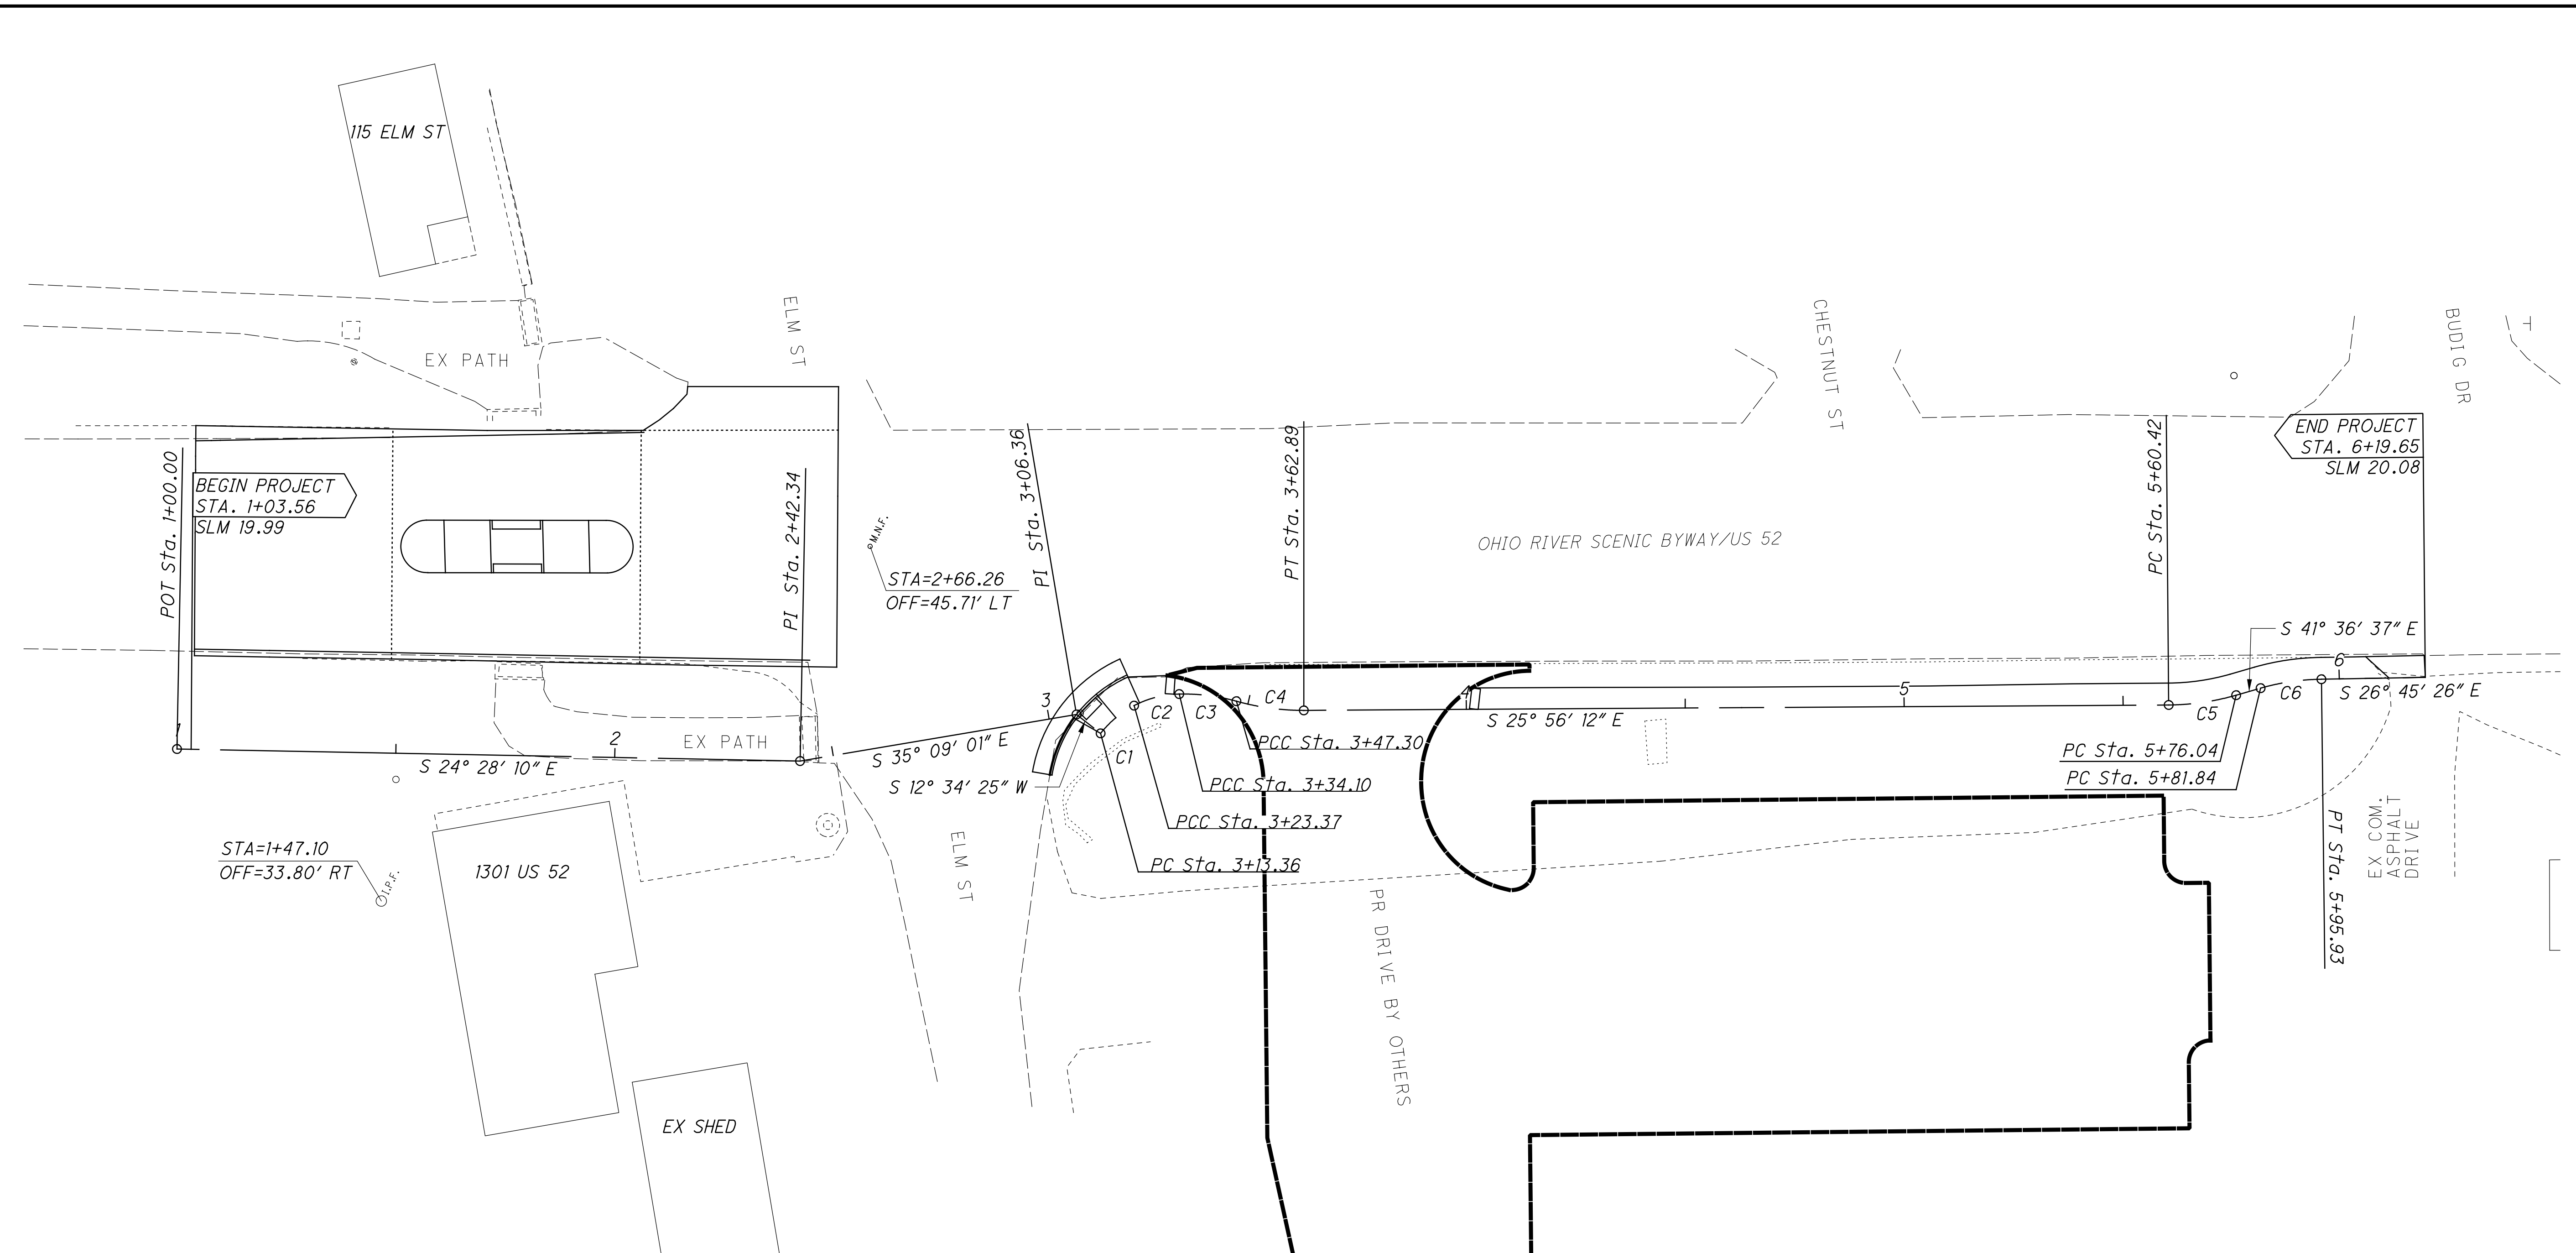 115 ELM ST
ELM ST
CHESTNUT ST
BUDIG DR
T
EX PATH
POT Sta. 1+00.00
BEGIN PROJECT
STA. 1+03.56
SLM 19.99
PI Sta. 2+42.34
M.N.F.
STA=2+66.26
OFF=45.71' LT
PI Sta. 3+06.36
PT Sta. 3+62.89
OHIO RIVER SCENIC BYWAY/US 52
PC Sta. 5+60.42
END PROJECT
STA. 6+19.65
SLM 20.08
S 41° 36' 37" E
1
2
3
4
5
6
S 24° 28' 10" E
EX PATH
S 35° 09' 01" E
S 12° 34' 25" W
C1
C2
C3
C4
S 25° 56' 12" E
C5
C6
S 26° 45' 26" E
PCC Sta. 3+47.30
PCC Sta. 3+34.10
PCC Sta. 3+23.37
PC Sta. 3+13.36
PC Sta. 5+76.04
PC Sta. 5+81.84
PT Sta. 5+95.93
EX COM.
ASPHALT
DRIVE
STA=1+47.10
OFF=33.80' RT
I.P.F.
1301 US 52
ELM ST
PR DRIVE BY OTHERS
EX SHED